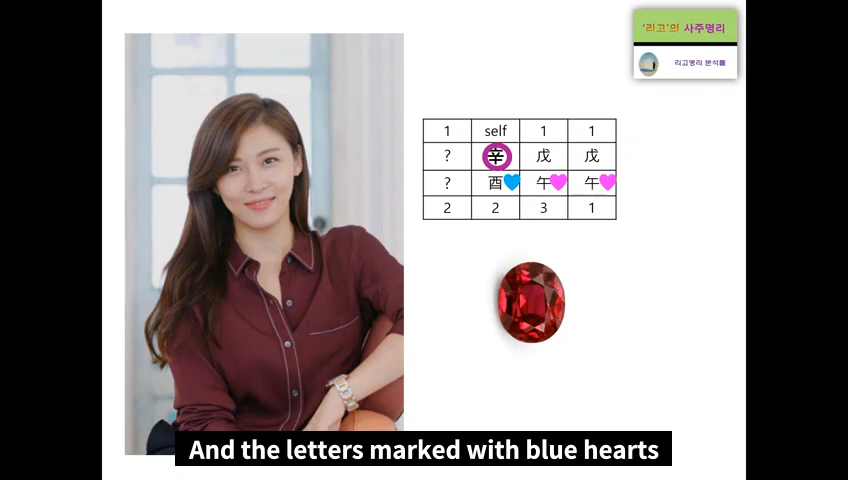 '리고'의 사주명리
리고명리 분석틀
1 self 1 1
? 辛 戊 戊
? 酉 午 午
2 2 3 1
And the letters marked with blue hearts